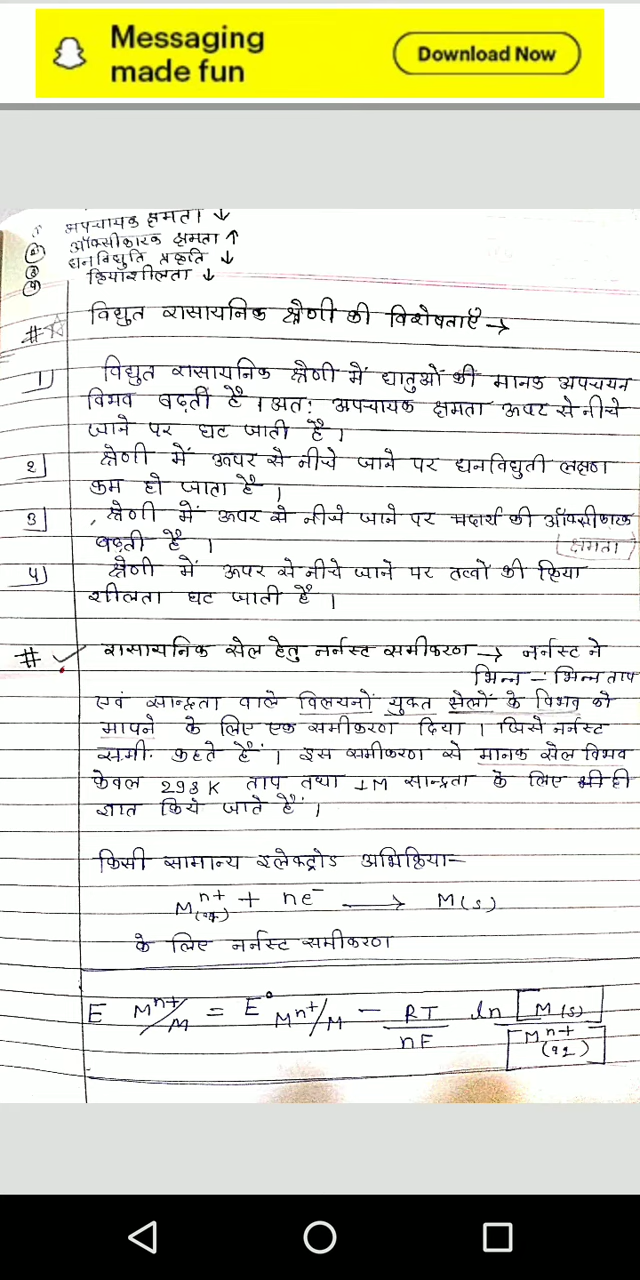 Messaging
made fun
Download Now
① अपचायक क्षमता ↓
② ऑक्सीकारक क्षमता ↑
③ धनविद्युति प्रकृति ↓
④ क्रियाशीलता ↓
# विद्युत रासायनिक श्रेणी की विशेषताएँ →
1) विद्युत रासायनिक श्रेणी में धातुओं की मानक अपचयन
विभव बढ़ती है । अत: अपचायक क्षमता ऊपर से नीचे
जाने पर घट जाती है ।
2) श्रेणी में ऊपर से नीचे जाने पर धनविद्युती लक्षण
कम हो जाता है ।
3) श्रेणी में ऊपर से नीचे जाने पर पदार्थ की ऑक्सीकारक
क्षमता
बढ़ती है ।
4) श्रेणी में ऊपर से नीचे जाने पर तत्वों की क्रिया
शीलता घट जाती है ।
# ✓ रासायनिक सेल हेतु नर्नस्ट समीकरण → नर्नस्ट ने
भिन्न - भिन्न ताप
एवं सान्द्रता वाले विलयनों युक्त सेलों के विभव को
मापने के लिए एक समीकरण दिया । जिसे नर्नस्ट
समी. कहते हैं । इस समीकरण से मानक सेल विभव
केवल 298 K ताप तथा 1M सान्द्रता के लिए ही
ज्ञात किये जाते हैं ।
किसी सामान्य इलेक्ट्रोड अभिक्रिया-
M^n+(aq) + ne⁻ → M(s)
के लिए नर्नस्ट समीकरण
E M^n+/M = E° M^n+/M - RT/nF ln [M(s)]/[M^n+(aq)]